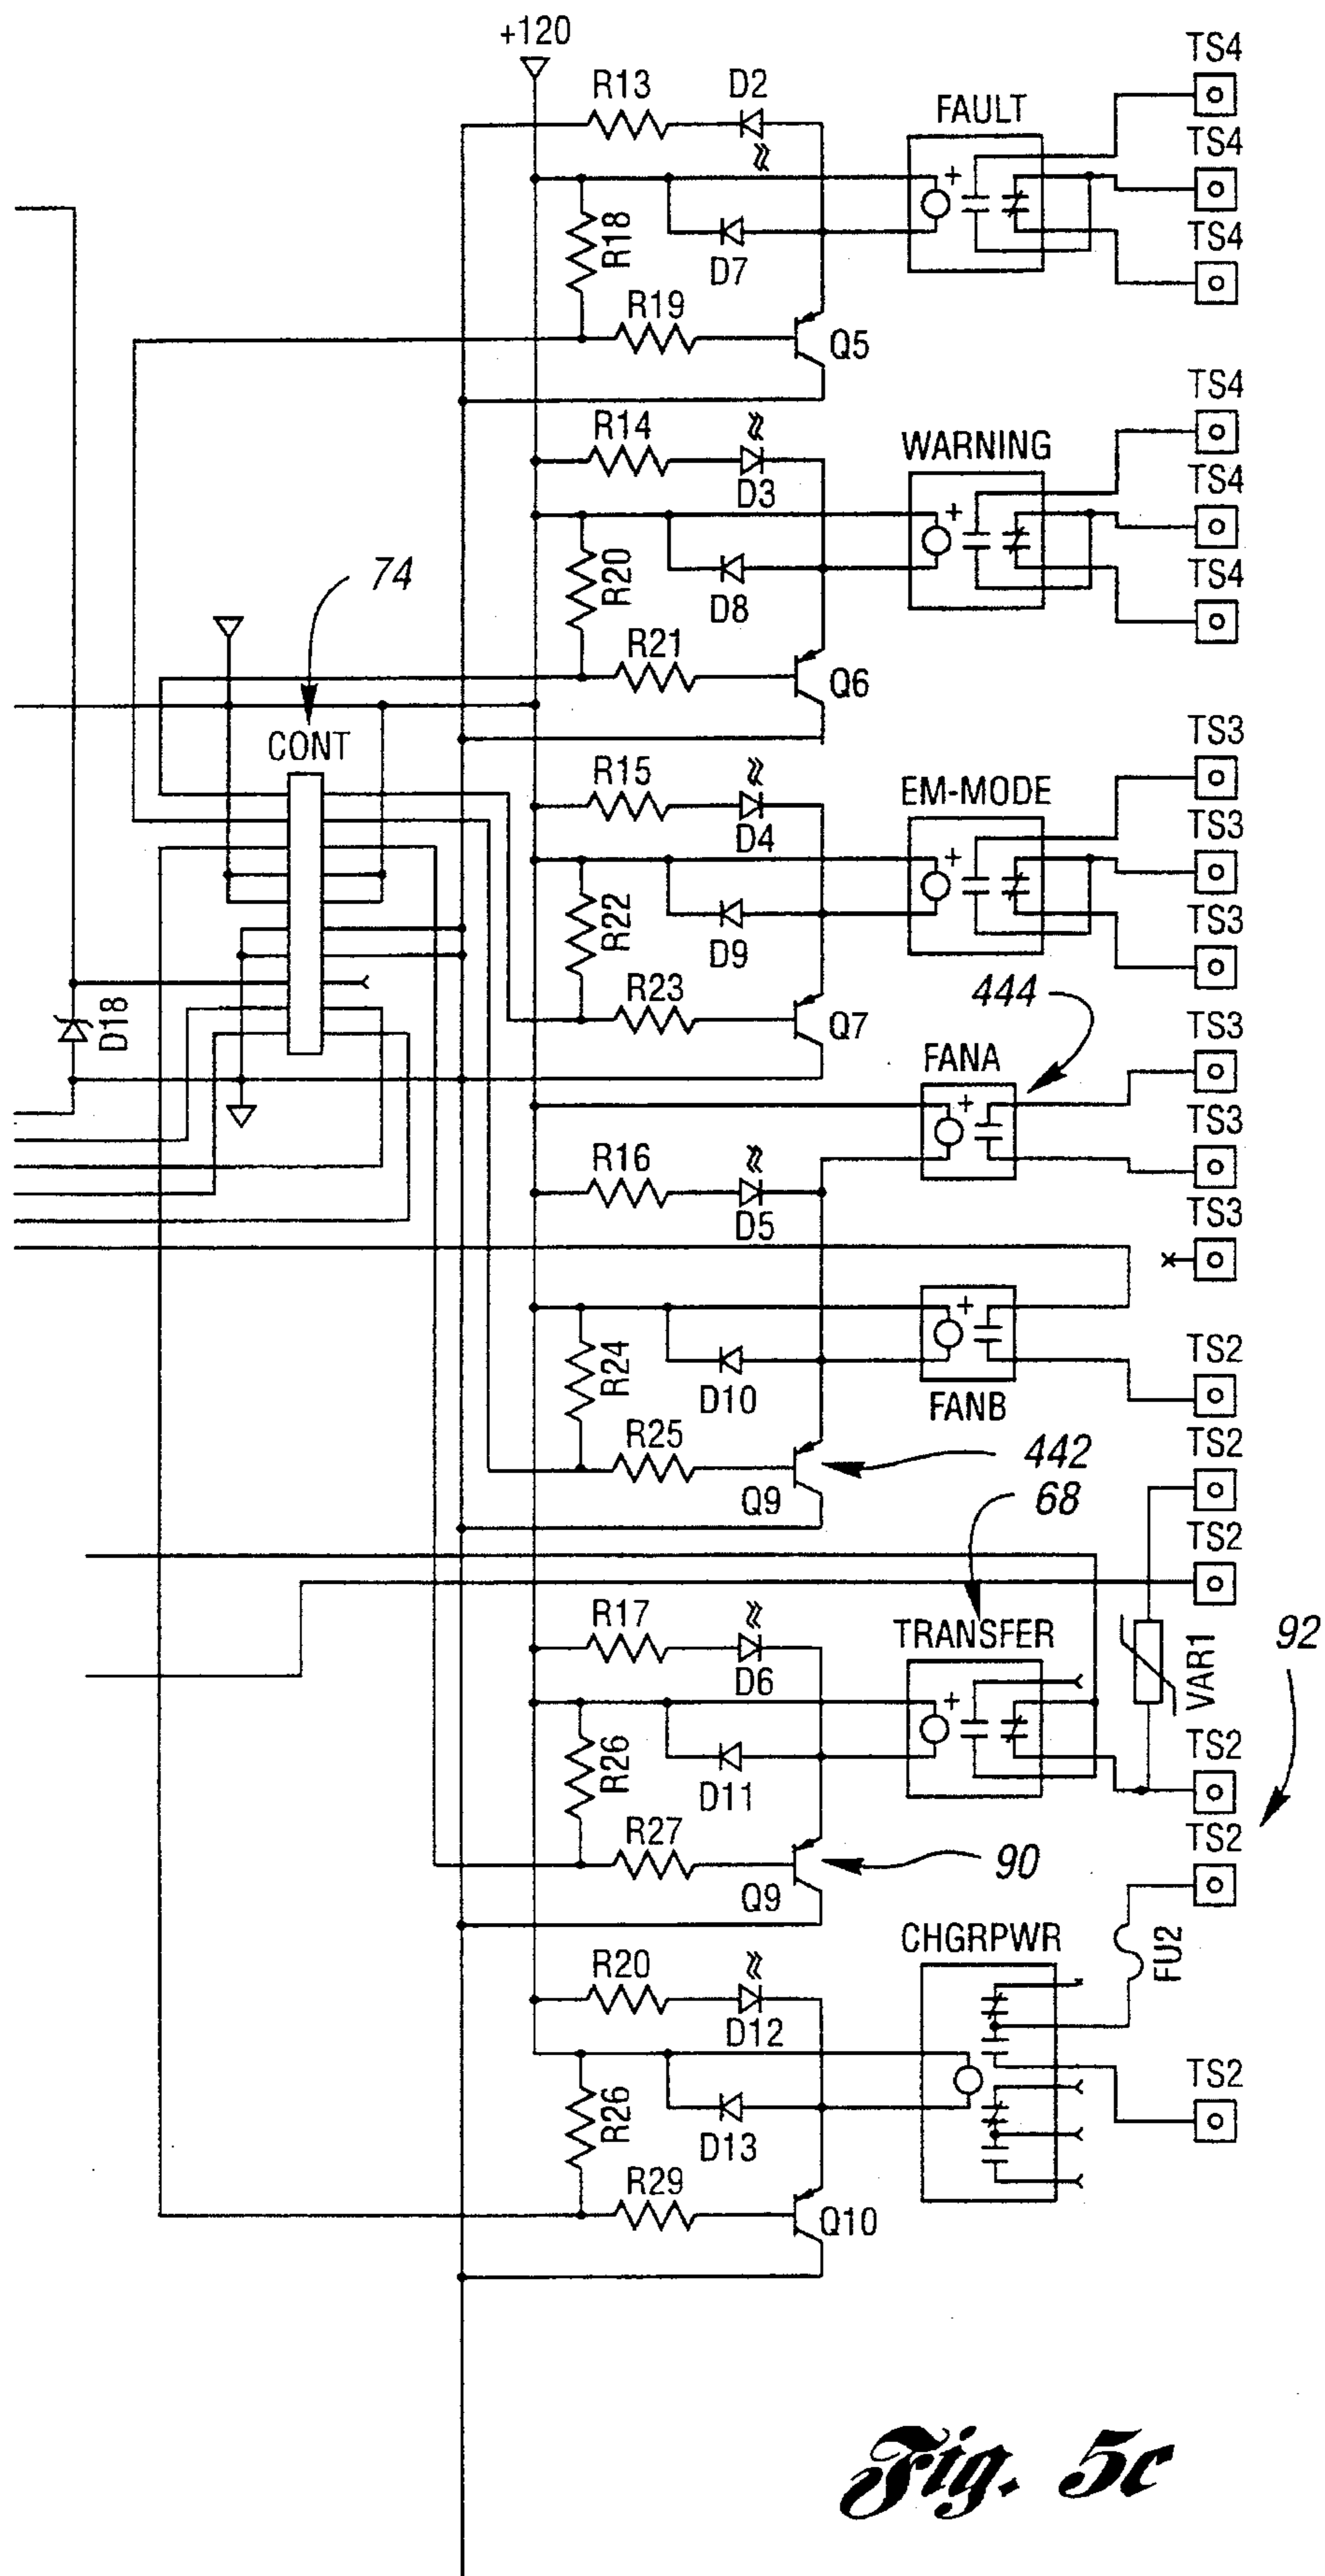 +120
R13
D2
FAULT
TS4
TS4
TS4
+
R18
D7
R19
Q5
R14
D3
WARNING
TS4
TS4
TS4
+
R20
D8
R21
Q6
74
CONT
R15
D4
EM-MODE
TS3
TS3
TS3
+
R22
D9
R23
Q7
D18
444
FANA
TS3
TS3
TS3
+
R16
D5
+
R24
D10
FANB
TS2
R25
Q9
442
68
TS2
TS2
R17
D6
TRANSFER
92
VAR1
+
R26
D11
TS2
R27
Q9
90
TS2
CHGRPWR
FU2
R20
D12
R26
D13
TS2
R29
Q10
Fig. 5c